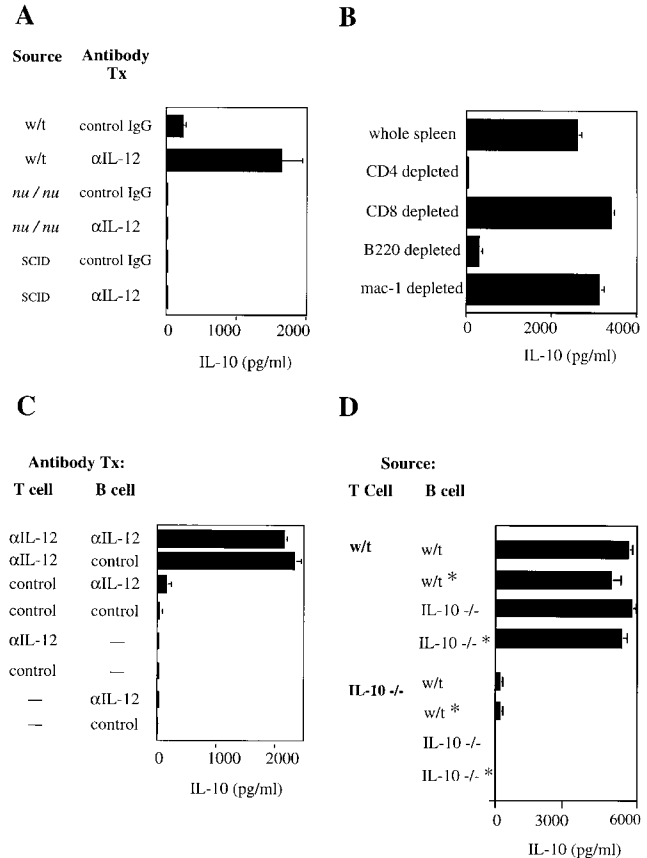 A
Source Antibody Tx
w/t control IgG
w/t αIL-12
nu / nu control IgG
nu / nu αIL-12
SCID control IgG
SCID αIL-12
0 1000 2000
IL-10 (pg/ml)
B
whole spleen
CD4 depleted
CD8 depleted
B220 depleted
mac-1 depleted
0 2000 4000
IL-10 (pg/ml)
C
Antibody Tx:
T cell B cell
αIL-12 αIL-12
αIL-12 control
control αIL-12
control control
αIL-12 —
control —
— αIL-12
— control
0 1000 2000
IL-10 (pg/ml)
D
Source:
T Cell B cell
w/t w/t
w/t *
IL-10 -/-
IL-10 -/- *
IL-10 -/- w/t
w/t *
IL-10 -/-
IL-10 -/- *
0 3000 6000
IL-10 (pg/ml)